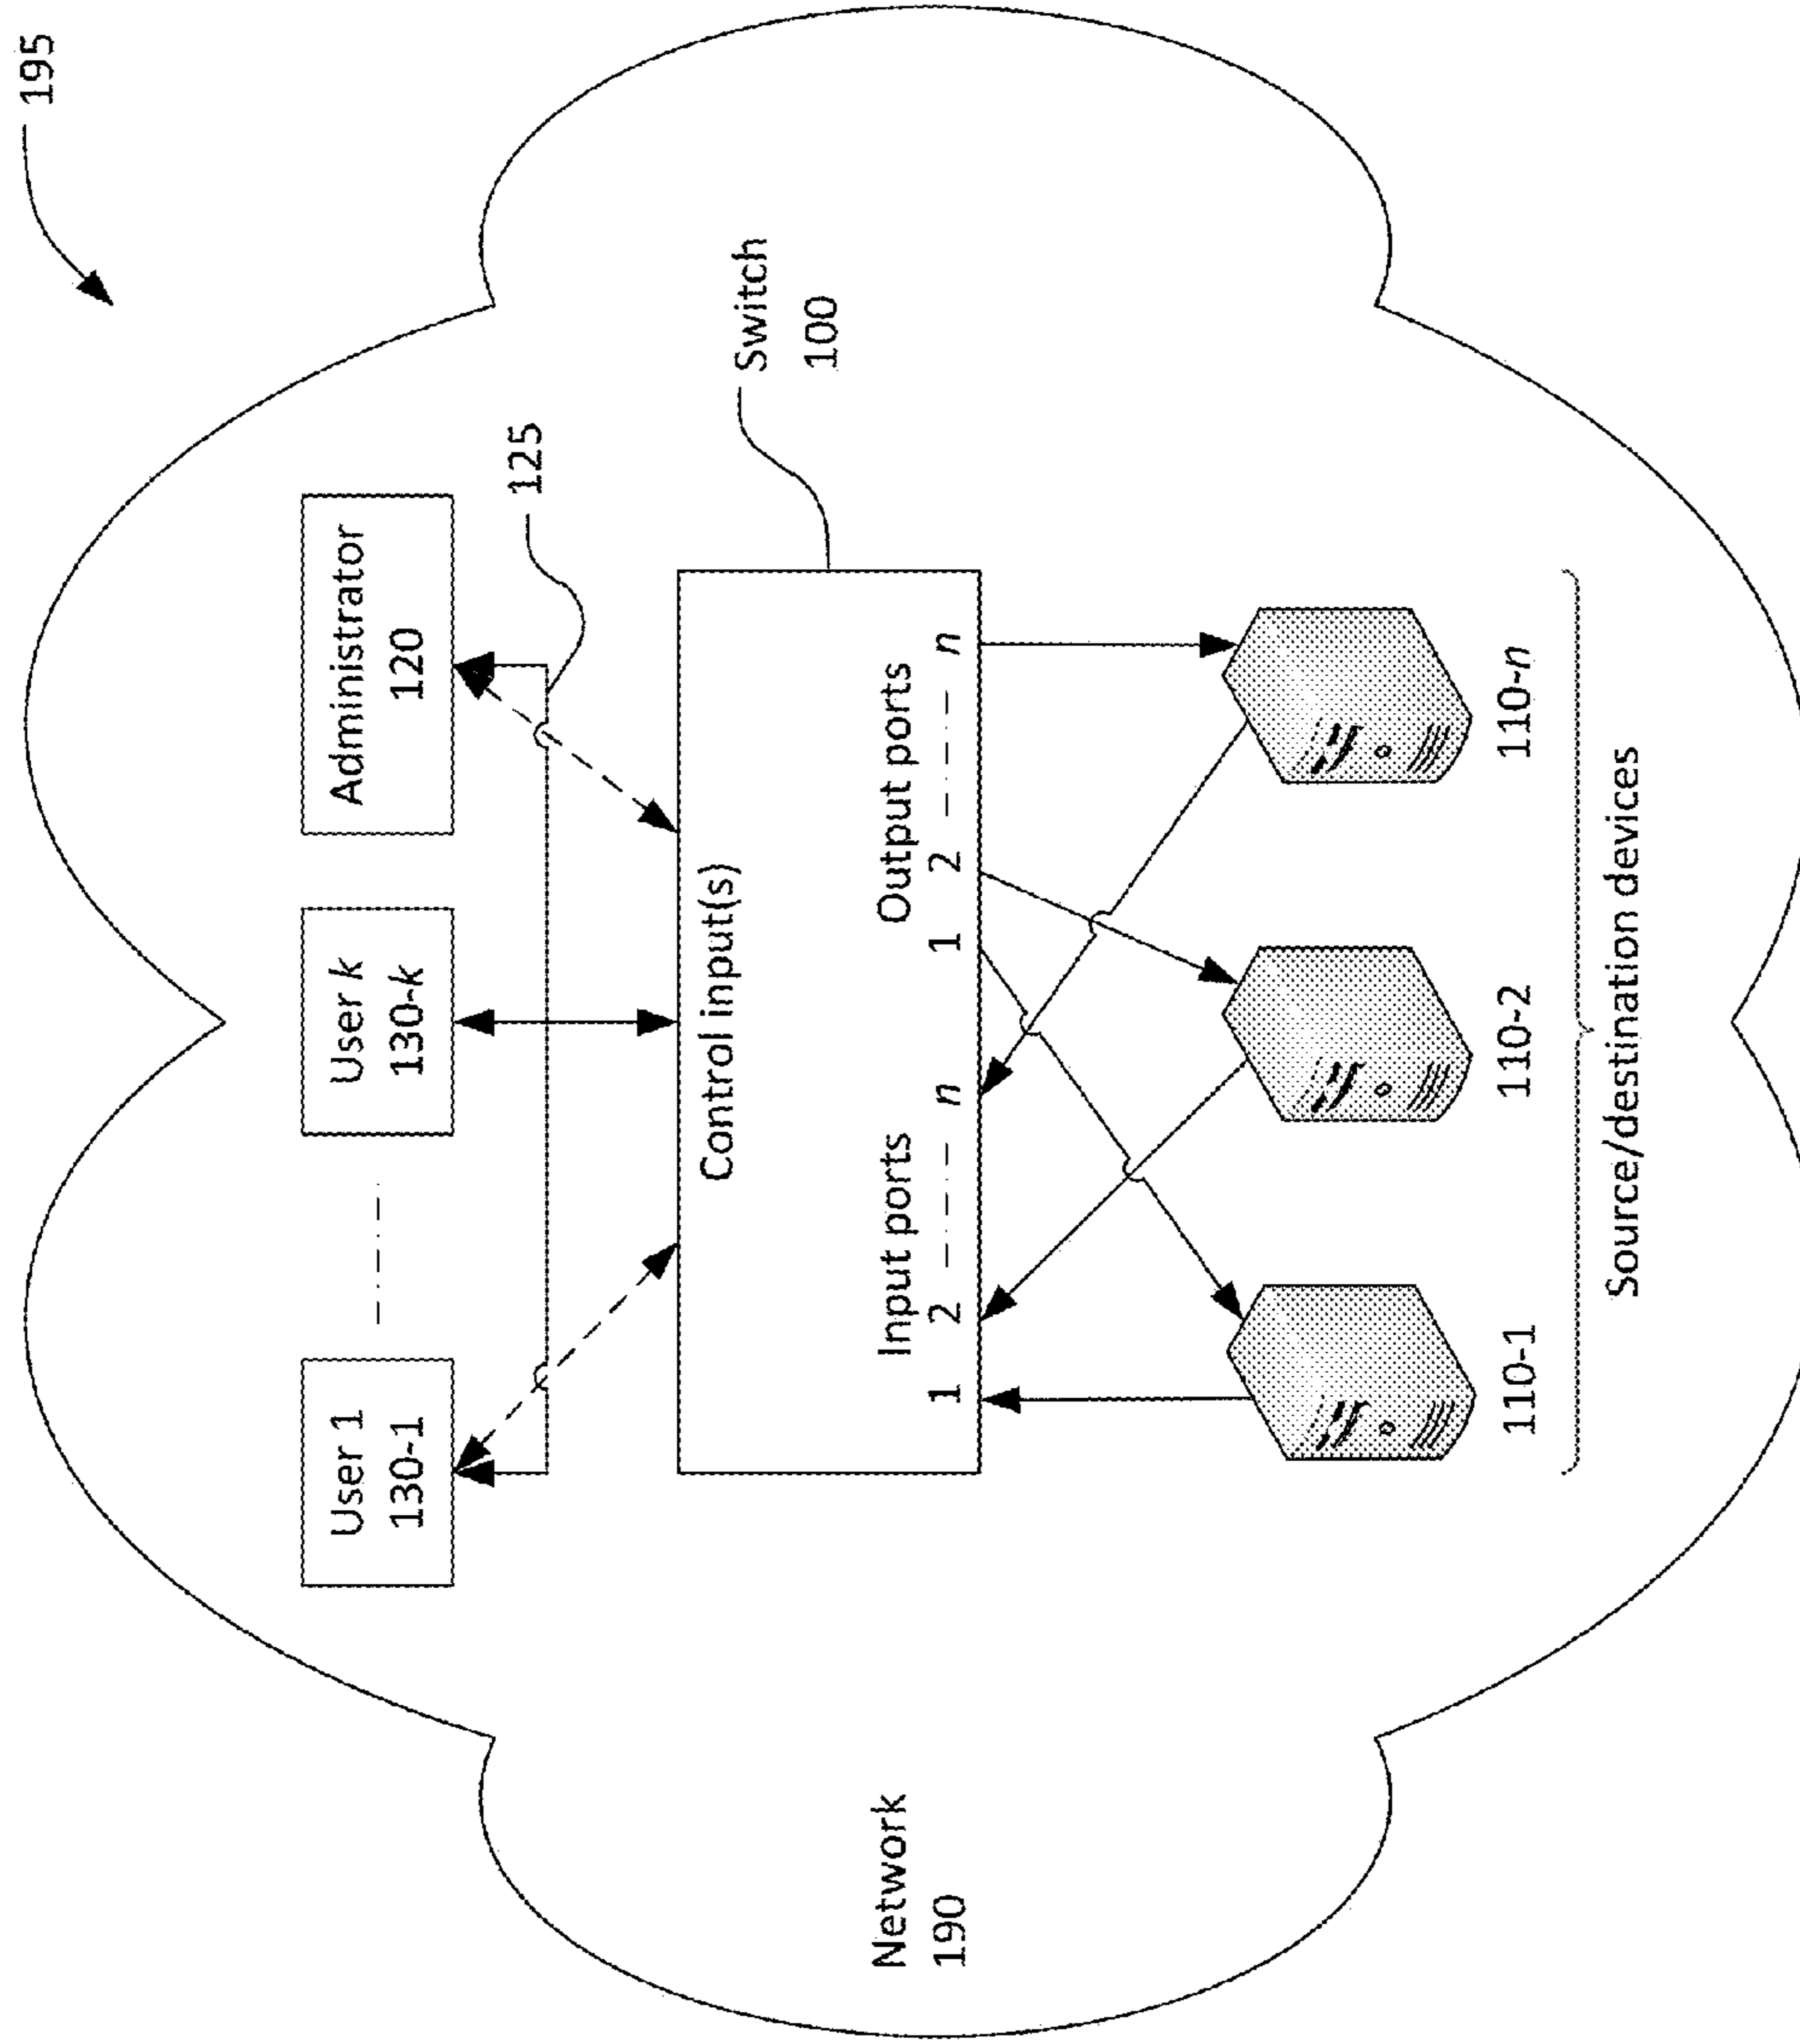 195
User 1
130-1
User k
130-k
Administrator
120
125
Control input(s)
Switch
100
Input ports
1 2 n
Output ports
1 2 n
Network
190
110-1
110-2
110-n
Source/destination devices